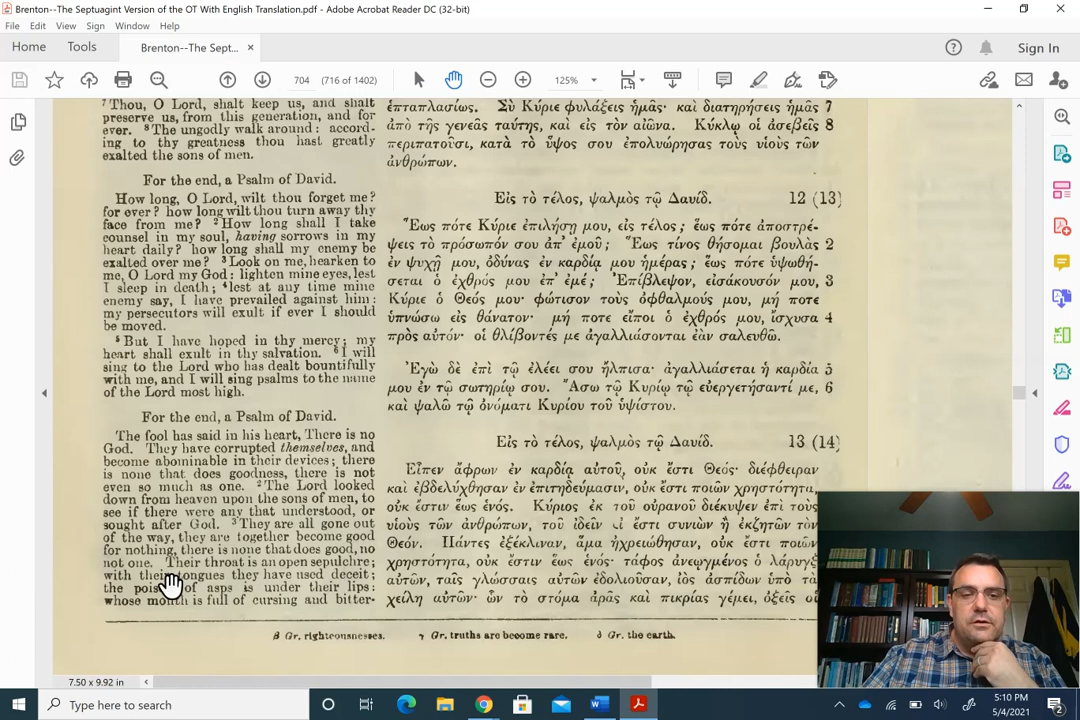 Brenton--The Septuagint Version of the OT With English Translation.pdf - Adobe Acrobat Reader DC (32-bit)
File Edit View Sign Window Help
Home Tools Brenton--The Sept... × Sign In
704 (716 of 1402) 125%
⁷ Thou, O Lord, shalt keep us, and shalt
preserve us, from this generation, and for
ever. ⁸ The ungodly walk around: accord-
ing to thy greatness thou hast greatly
exalted the sons of men.
For the end, a Psalm of David.
How long, O Lord, wilt thou forget me?
for ever? how long wilt thou turn away thy
face from me? ² How long shall I take
counsel in my soul, having sorrows in my
heart daily? how long shall my enemy be
exalted over me? ³ Look on me, hearken to
me, O Lord my God: lighten mine eyes, lest
I sleep in death; ⁴ lest at any time mine
enemy say, I have prevailed against him:
my persecutors will exult if ever I should
be moved.
⁵ But I have hoped in thy mercy; my
heart shall exult in thy salvation. ⁶ I will
sing to the Lord who has dealt bountifully
with me, and I will sing psalms to the name
of the Lord most high.
For the end, a Psalm of David.
The fool has said in his heart, There is no
God. They have corrupted themselves, and
become abominable in their devices; there
is none that does goodness, there is not
even so much as one. ² The Lord looked
down from heaven upon the sons of men, to
see if there were any that understood, or
sought after God. ³ They are all gone out
of the way, they are together become good
for nothing, there is none that does good, no
not one. Their throat is an open sepulchre;
with their tongues they have used deceit;
the poison of asps is under their lips:
whose mouth is full of cursing and bitter-
ἑπταπλασίως. Σὺ Κύριε φυλάξεις ἡμᾶς· καὶ διατηρήσεις ἡμᾶς 7
ἀπὸ τῆς γενεᾶς ταύτης, καὶ εἰς τὸν αἰῶνα. Κύκλῳ οἱ ἀσεβεῖς 8
περιπατοῦσι, κατὰ τὸ ὕψος σου ἐπολυώρησας τοὺς υἱοὺς τῶν
ἀνθρώπων.
Εἰς τὸ τέλος, ψαλμὸς τῷ Δαυίδ. 12 (13)
Ἕως πότε Κύριε ἐπιλήσῃ μου, εἰς τέλος; ἕως πότε ἀποστρέ-
ψεις τὸ πρόσωπόν σου ἀπ᾽ ἐμοῦ; Ἕως τίνος θήσομαι βουλὰς 2
ἐν ψυχῇ μου, ὀδύνας ἐν καρδίᾳ μου ἡμέρας; ἕως πότε ὑψωθή-
σεται ὁ ἐχθρός μου ἐπ᾽ ἐμέ; Ἐπίβλεψον, εἰσάκουσόν μου, 3
Κύριε ὁ Θεός μου· φώτισον τοὺς ὀφθαλμούς μου, μή ποτε
ὑπνώσω εἰς θάνατον· μή ποτε εἴποι ὁ ἐχθρός μου, ἴσχυσα 4
πρὸς αὐτόν· οἱ θλίβοντές με ἀγαλλιάσονται ἐὰν σαλευθῶ.
Ἐγὼ δὲ ἐπὶ τῷ ἐλέει σου ἤλπισα· ἀγαλλιάσεται ἡ καρδία 5
μου ἐν τῷ σωτηρίῳ σου. ᾌσω τῷ Κυρίῳ τῷ εὐεργετήσαντί με, 6
καὶ ψαλῶ τῷ ὀνόματι Κυρίου τοῦ ὑψίστου.
Εἰς τὸ τέλος, ψαλμὸς τῷ Δαυίδ. 13 (14)
Εἶπεν ἄφρων ἐν καρδίᾳ αὐτοῦ, οὐκ ἔστι Θεός· διέφθειραν
καὶ ἐβδελύχθησαν ἐν ἐπιτηδεύμασιν, οὐκ ἔστι ποιῶν χρηστότητα,
οὐκ ἔστιν ἕως ἑνός. Κύριος ἐκ τοῦ οὐρανοῦ διέκυψεν ἐπὶ τοὺς
υἱοὺς τῶν ἀνθρώπων, τοῦ ἰδεῖν εἰ ἔστι συνιὼν ἢ ἐκζητῶν τὸν
Θεόν. Πάντες ἐξέκλιναν, ἅμα ἠχρειώθησαν, οὐκ ἔστι ποιῶν
χρηστότητα, οὐκ ἔστιν ἕως ἑνός· τάφος ἀνεῳγμένος ὁ λάρυγξ
αὐτῶν, ταῖς γλώσσαις αὐτῶν ἐδολιοῦσαν, ἰὸς ἀσπίδων ὑπὸ τὰ
χείλη αὐτῶν· ὧν τὸ στόμα ἀρᾶς καὶ πικρίας γέμει, ὀξεῖς οἱ
β Gr. righteousnesses. γ Gr. truths are become rare. δ Gr. the earth.
7.50 x 9.92 in
Type here to search
5:10 PM
5/4/2021
2